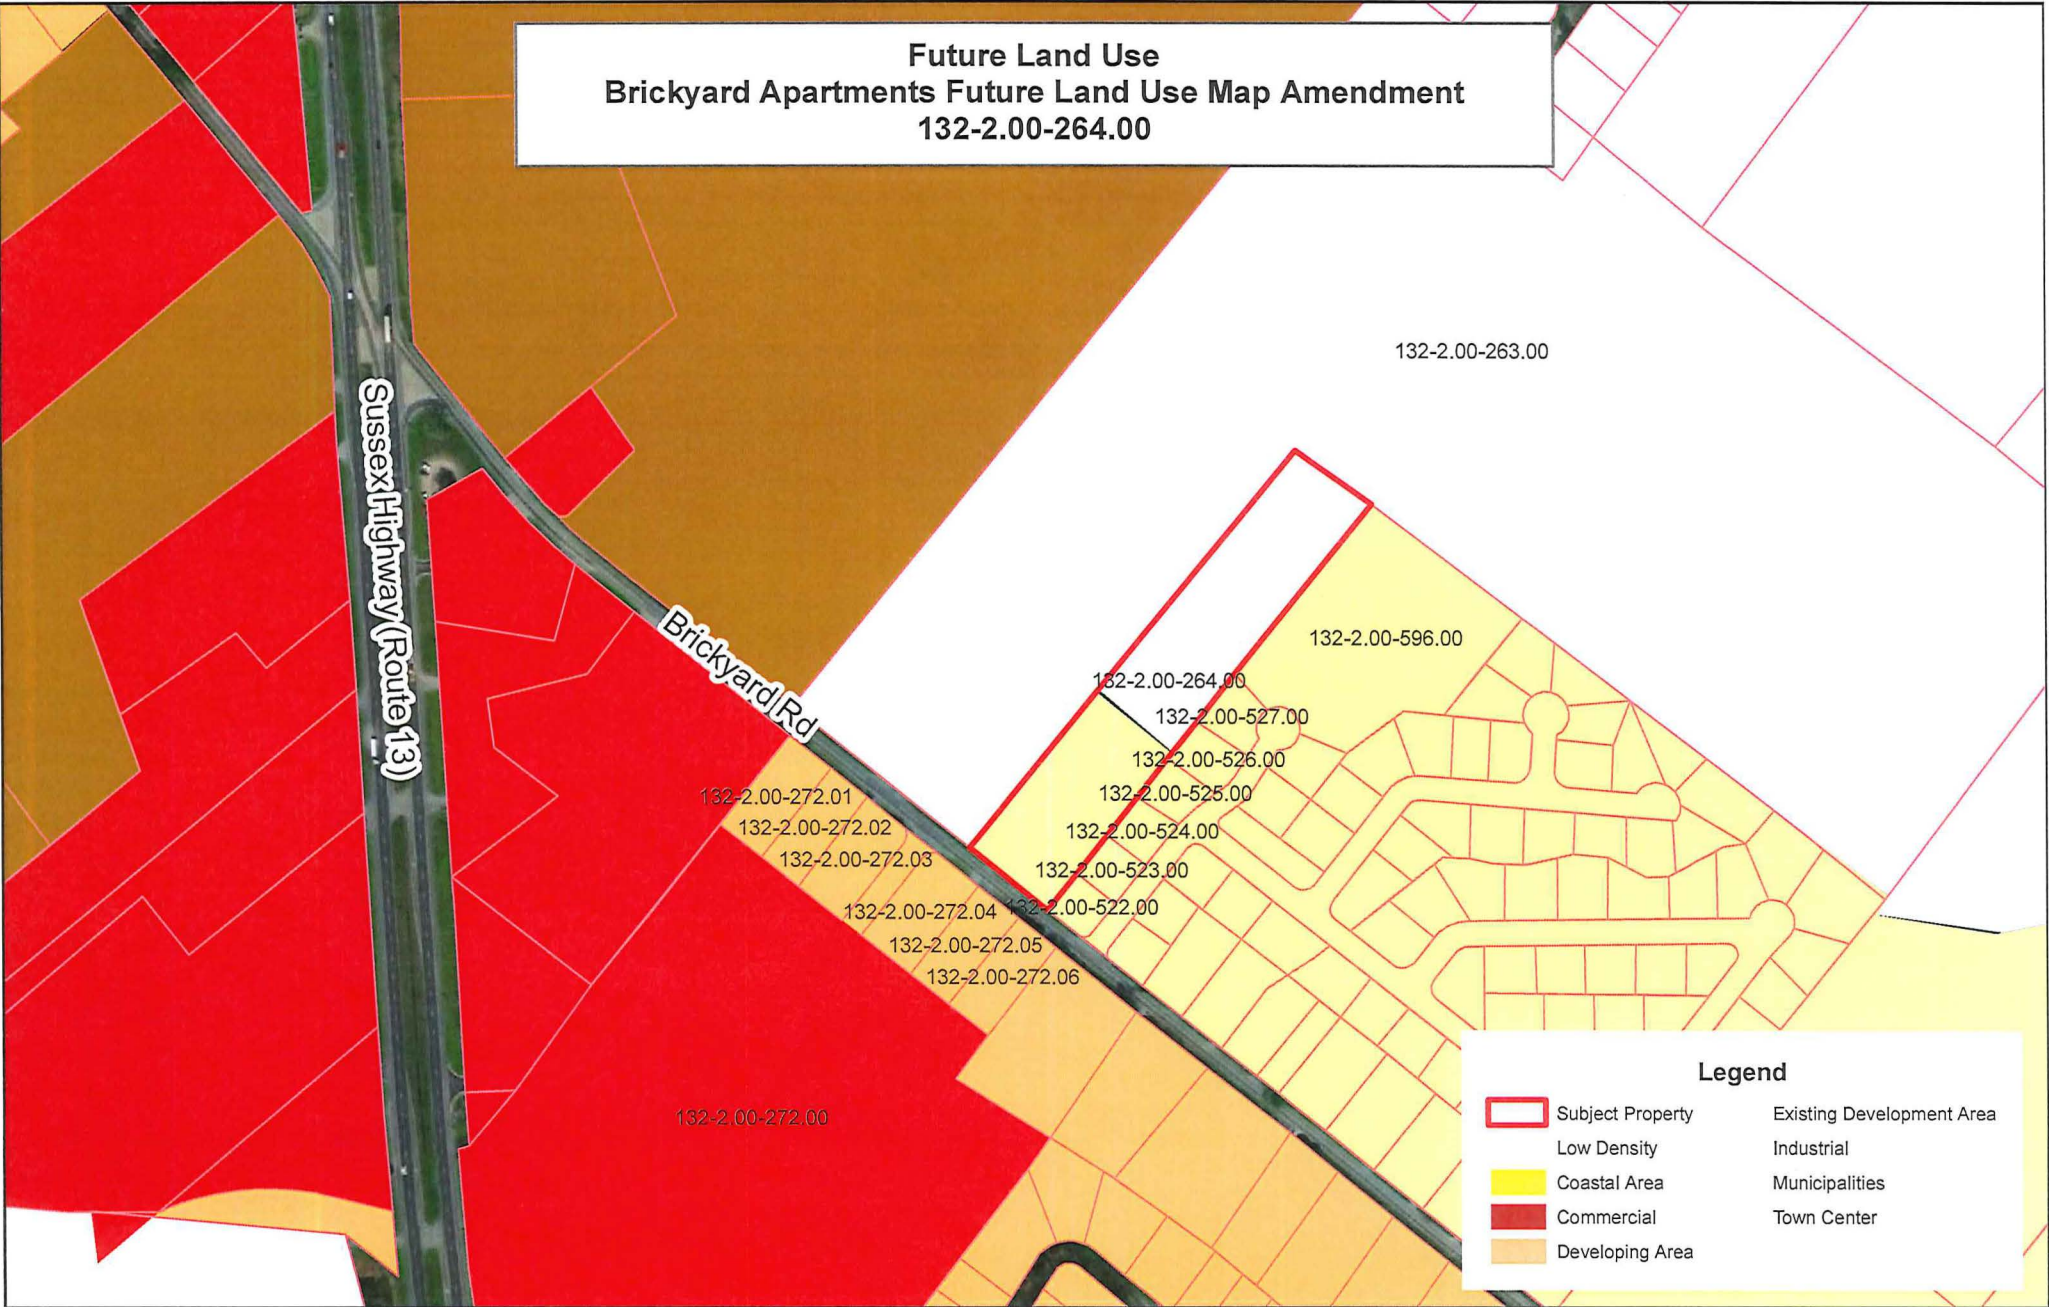 Future Land Use
Brickyard Apartments Future Land Use Map Amendment
132-2.00-264.00
132-2.00-263.00
Sussex Highway (Route 13)
Brickyard Rd
132-2.00-596.00
132-2.00-264.00
132-2.00-527.00
132-2.00-526.00
132-2.00-525.00
132-2.00-524.00
132-2.00-523.00
132-2.00-522.00
132-2.00-272.01
132-2.00-272.02
132-2.00-272.03
132-2.00-272.04
132-2.00-272.05
132-2.00-272.06
132-2.00-272.00
Legend
Subject Property
Low Density
Coastal Area
Commercial
Developing Area
Existing Development Area
Industrial
Municipalities
Town Center